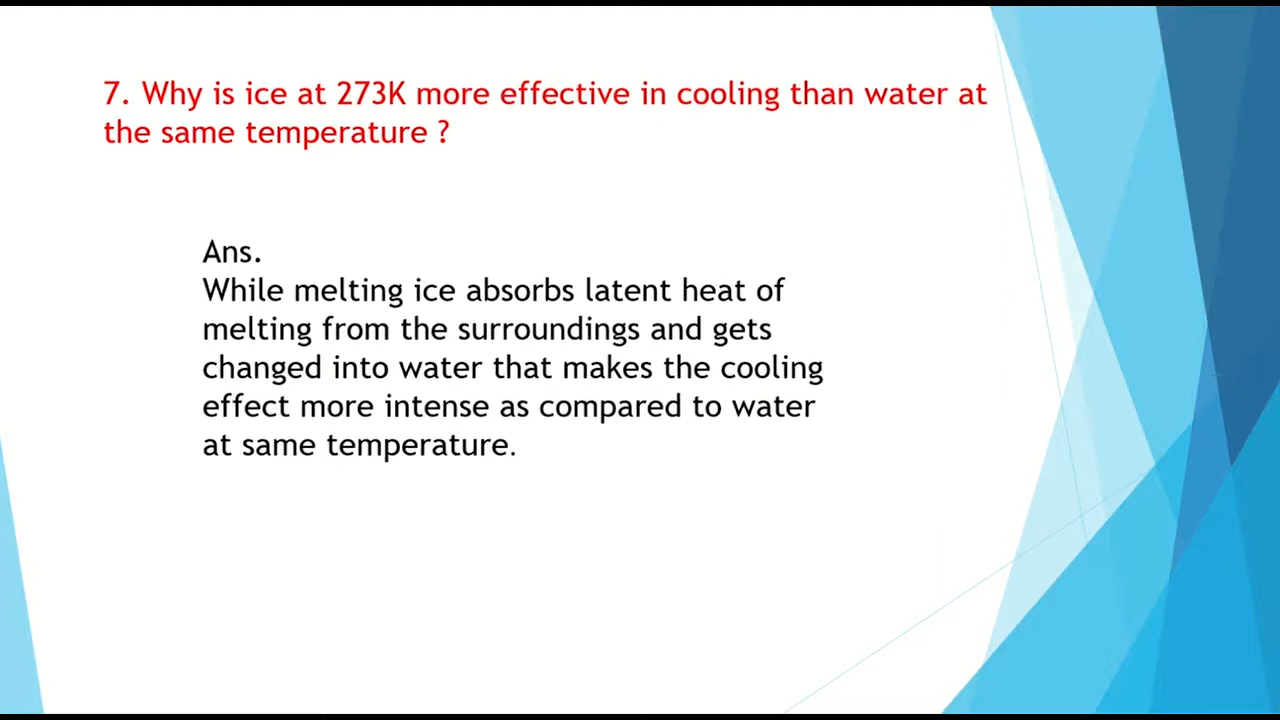 7. Why is ice at 273K more effective in cooling than water at
the same temperature ?
Ans.
While melting ice absorbs latent heat of
melting from the surroundings and gets
changed into water that makes the cooling
effect more intense as compared to water
at same temperature.